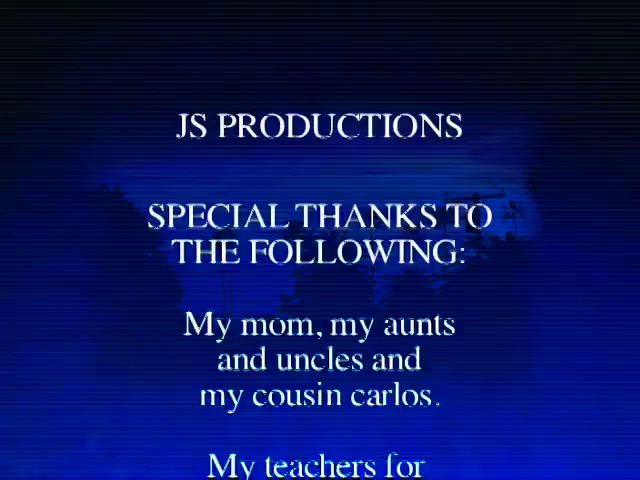 JS PRODUCTIONS
SPECIAL THANKS TO
THE FOLLOWING:
My mom, my aunts
and uncles and
my cousin carlos.
My teachers for